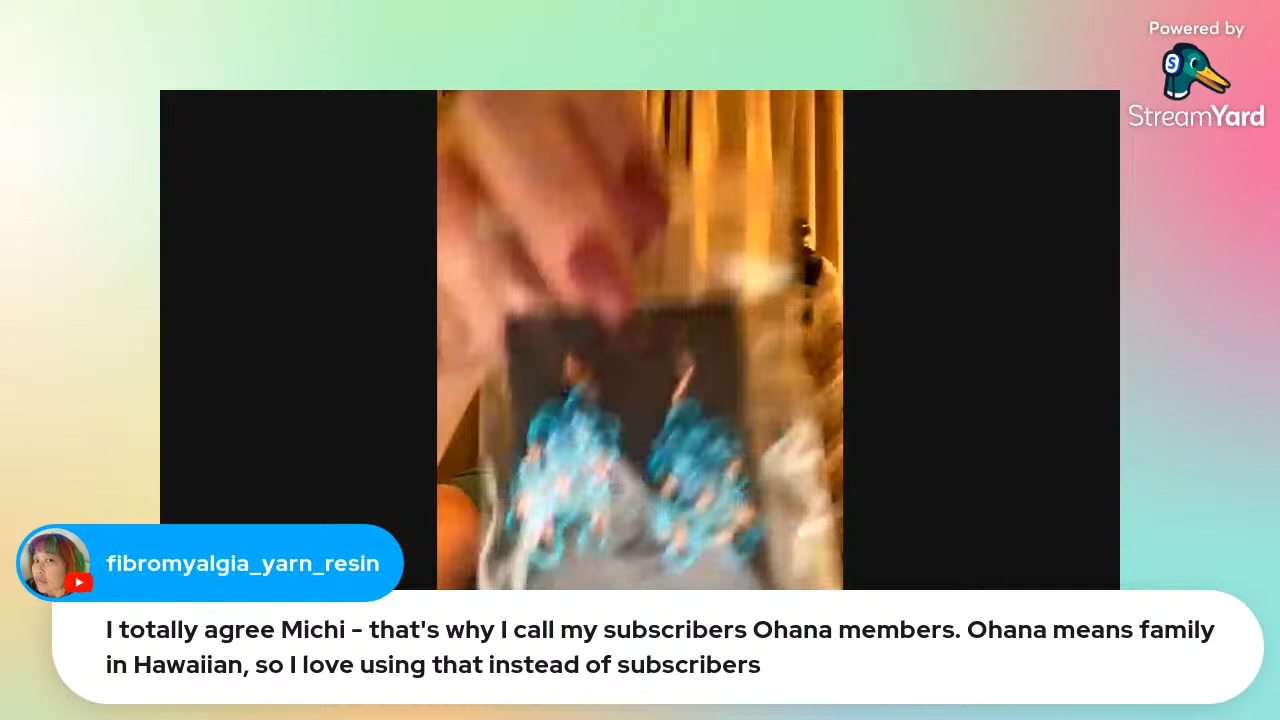 Powered by
S
StreamYard
fibromyalgia_yarn_resin
I totally agree Michi - that's why I call my subscribers Ohana members. Ohana means family
in Hawaiian, so I love using that instead of subscribers